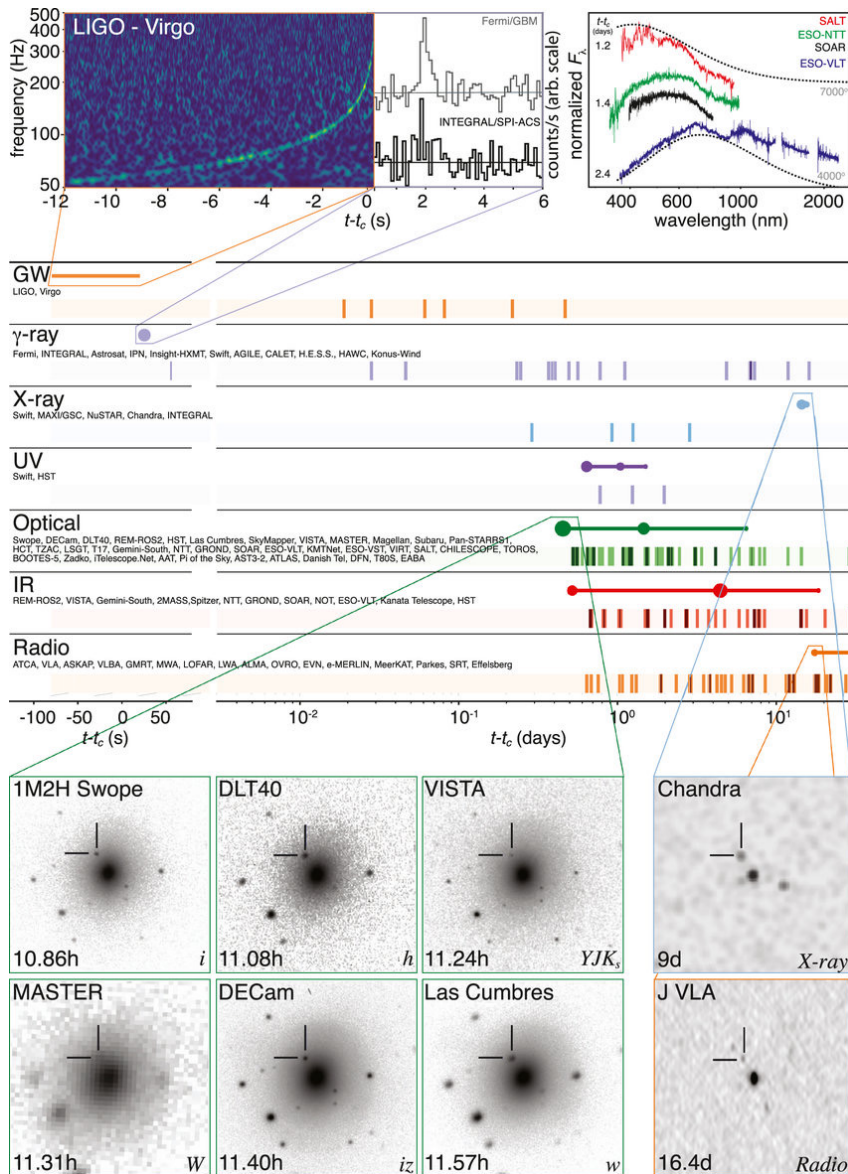 LIGO - Virgo
frequency (Hz)
500
400
300
200
100
50
-12
-10
-8
-6
-4
-2
0
t-tc (s)
Fermi/GBM
INTEGRAL/SPI-ACS
counts/s (arb. scale)
0
2
4
6
normalized Fλ
t-tc
(days)
1.2
1.4
2.4
SALT
ESO-NTT
SOAR
ESO-VLT
7000°
4000°
400
600
1000
2000
wavelength (nm)
GW
LIGO, Virgo
γ-ray
Fermi, INTEGRAL, Astrosat, IPN, Insight-HXMT, Swift, AGILE, CALET, H.E.S.S., HAWC, Konus-Wind
X-ray
Swift, MAXI/GSC, NuSTAR, Chandra, INTEGRAL
UV
Swift, HST
Optical
Swope, DECam, DLT40, REM-ROS2, HST, Las Cumbres, SkyMapper, VISTA, MASTER, Magellan, Subaru, Pan-STARRS1,
HCT, TZAC, LSGT, T17, Gemini-South, NTT, GROND, SOAR, ESO-VLT, KMTNet, ESO-VST, VIRT, SALT, CHILESCOPE, TOROS,
BOOTES-5, Zadko, iTelescope.Net, AAT, Pi of the Sky, AST3-2, ATLAS, Danish Tel, DFN, T80S, EABA
IR
REM-ROS2, VISTA, Gemini-South, 2MASS,Spitzer, NTT, GROND, SOAR, NOT, ESO-VLT, Kanata Telescope, HST
Radio
ATCA, VLA, ASKAP, VLBA, GMRT, MWA, LOFAR, LWA, ALMA, OVRO, EVN, e-MERLIN, MeerKAT, Parkes, SRT, Effelsberg
-100 -50 0 50
t-tc (s)
10⁻² 10⁻¹ 10⁰ 10¹
t-tc (days)
1M2H Swope
10.86h
i
DLT40
11.08h
h
VISTA
11.24h
YJKs
Chandra
9d
X-ray
MASTER
11.31h
W
DECam
11.40h
iz
Las Cumbres
11.57h
w
J VLA
16.4d
Radio